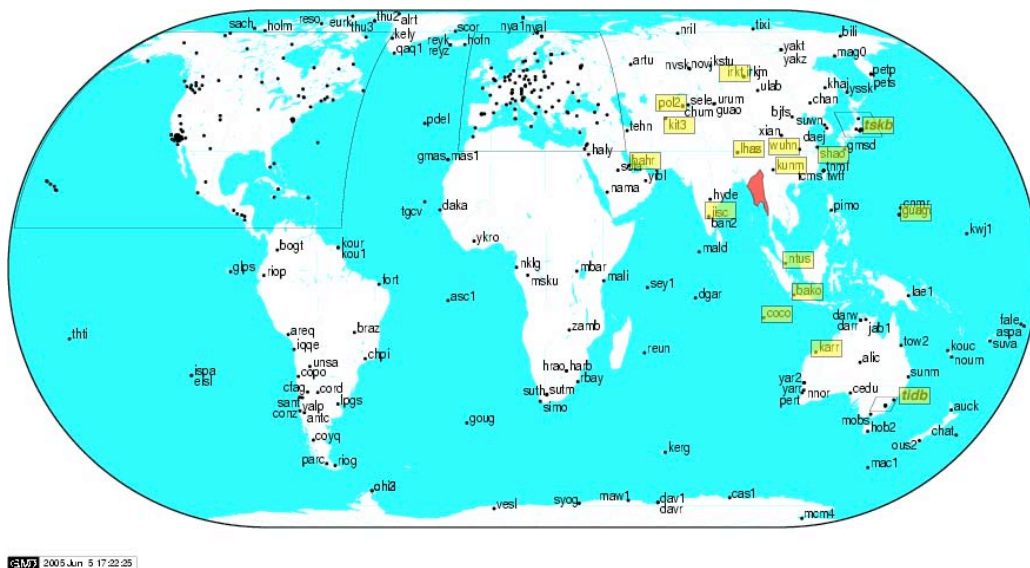 sach holm reso eurk thu2 alrt
thu3 kely scor nya1 nyal nril tixi bili
qaq1 reyk hofn yakt mag0
reyz artu yakz
nvsk novj kstu irkt irkjm petp
pol2 sele urum ulab khaj yssk pets
chum guao chan
pdel kit3 bjfs suwn tskb
tehn xian daej
haly lhas wuhn shao gmsd
gmas mas1 bahr kunm
yibl tcms twtf
nama hyde
tgcv daka iisc pimo guam
ban2
ykro kwj1
bogt kour mald
kou1
glps riop nklg mbar ntus
msku mali
fort sey1 bako lae1
asc1 dgar
coco darw fale
thti areq braz zamb darr jab1 aspa
iqqe reun karr tow2 kouc suva
unsa chpi alic noum
ispa copo hrao harb
eisl cfag cord suth sutm rbay yar2 cedu sunm
sant yalp lpgs simo yarr nnor tidb
conz antc goug pert auck
coyq mobs hob2 chat
parc riog kerg ous2
mac1
ohi3 vesl syog maw1 dav1 cas1
davr mcm4
GMD 2005 Jun 5 17:22:25